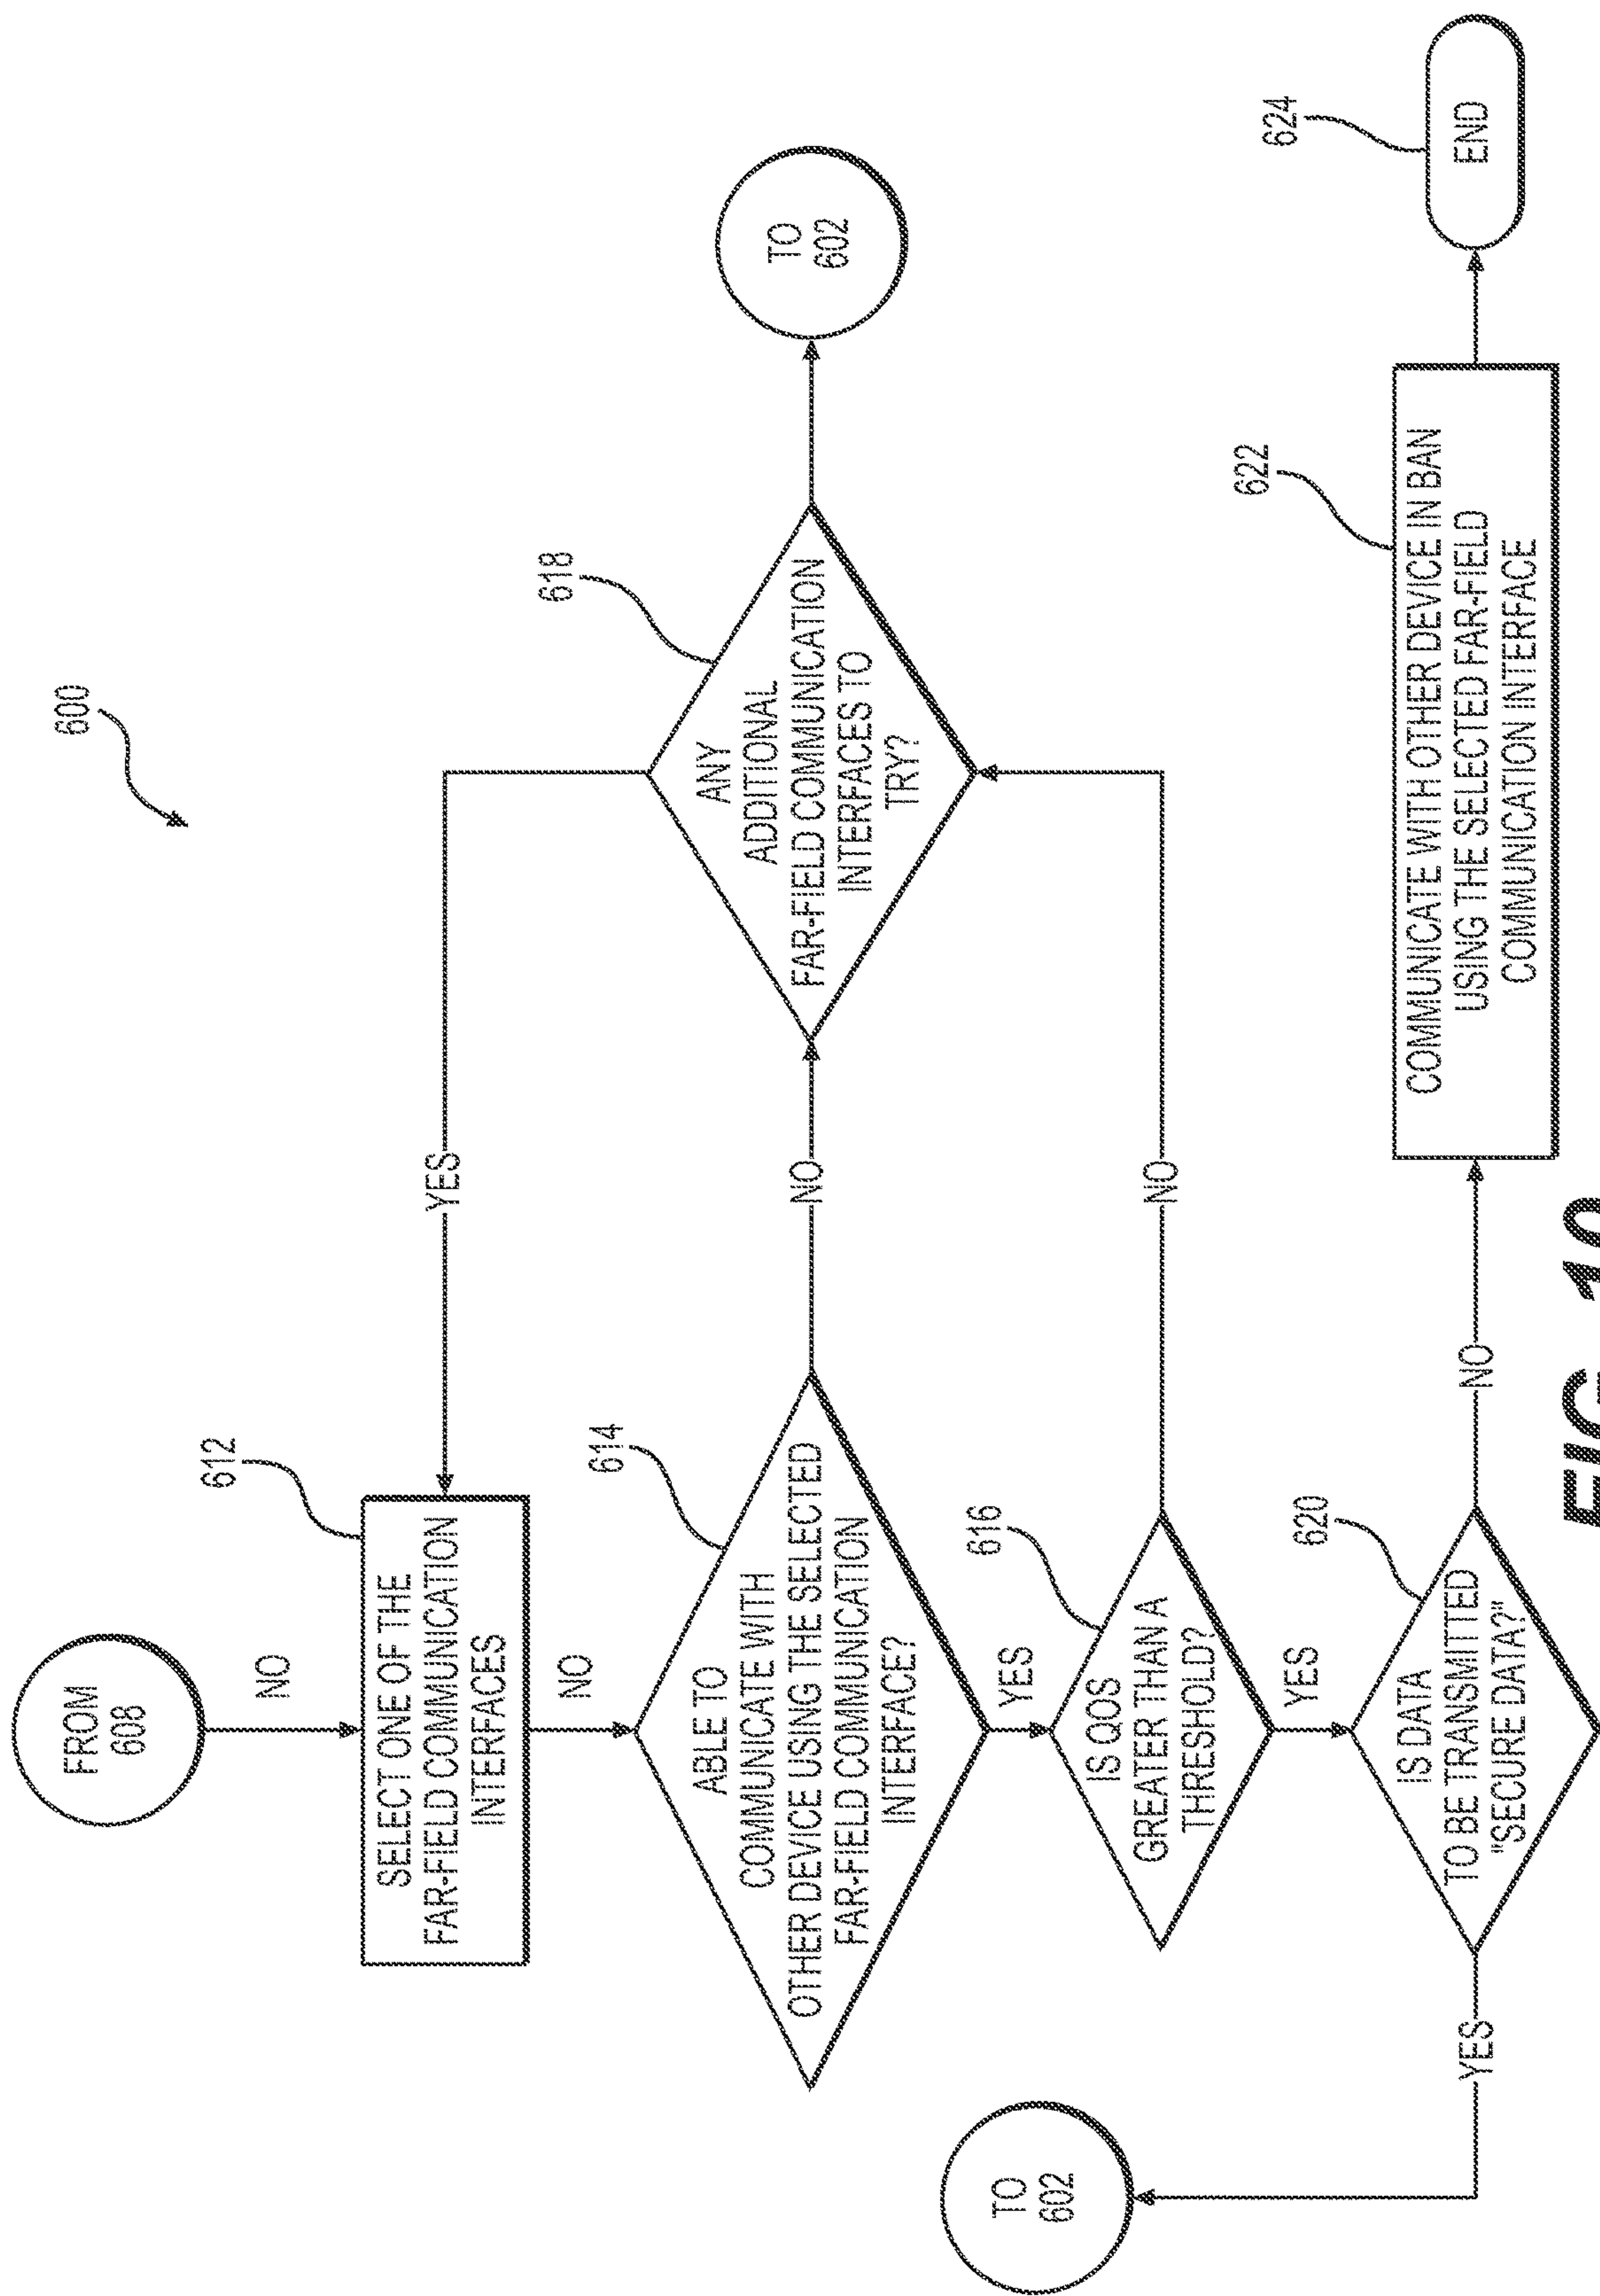 600
FROM
608
NO
612
SELECT ONE OF THE
FAR-FIELD COMMUNICATION
INTERFACES
YES
NO
614
ABLE TO
COMMUNICATE WITH
OTHER DEVICE USING THE SELECTED
FAR-FIELD COMMUNICATION
INTERFACE?
NO
618
ANY
ADDITIONAL
FAR-FIELD COMMUNICATION
INTERFACES TO
TRY?
TO
602
YES
616
IS QOS
GREATER THAN A
THRESHOLD?
NO
YES
TO
602
YES
620
IS DATA
TO BE TRANSMITTED
"SECURE DATA?"
NO
622
COMMUNICATE WITH OTHER DEVICE IN BAN
USING THE SELECTED FAR-FIELD
COMMUNICATION INTERFACE
624
END
FIG. 10